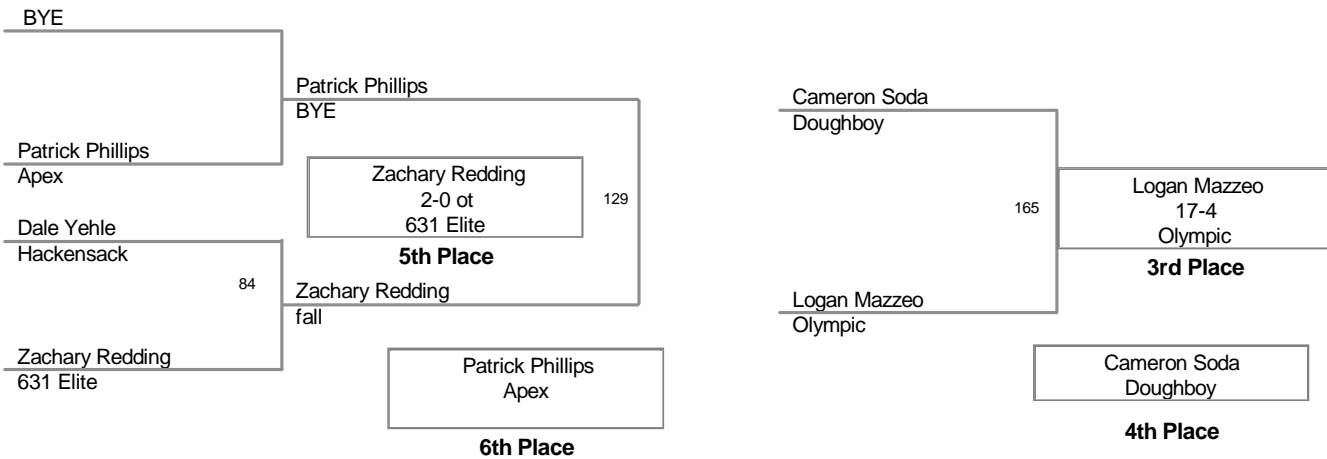 BYE
Patrick Phillips
BYE
Patrick Phillips
Apex
Zachary Redding
2-0 ot
631 Elite
5th Place
129
Dale Yehle
Hackensack
84
Zachary Redding
fall
Zachary Redding
631 Elite
Patrick Phillips
Apex
6th Place
Cameron Soda
Doughboy
165
Logan Mazzeo
17-4
Olympic
3rd Place
Logan Mazzeo
Olympic
Cameron Soda
Doughboy
4th Place